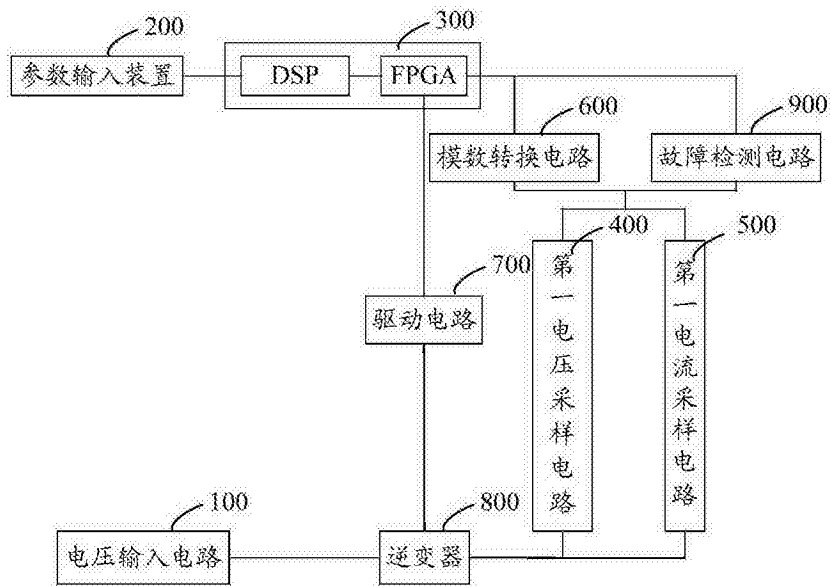 200
参数输入装置
300
DSP
FPGA
600
模数转换电路
900
故障检测电路
400
第一电压采样电路
500
第一电流采样电路
700
驱动电路
100
电压输入电路
800
逆变器